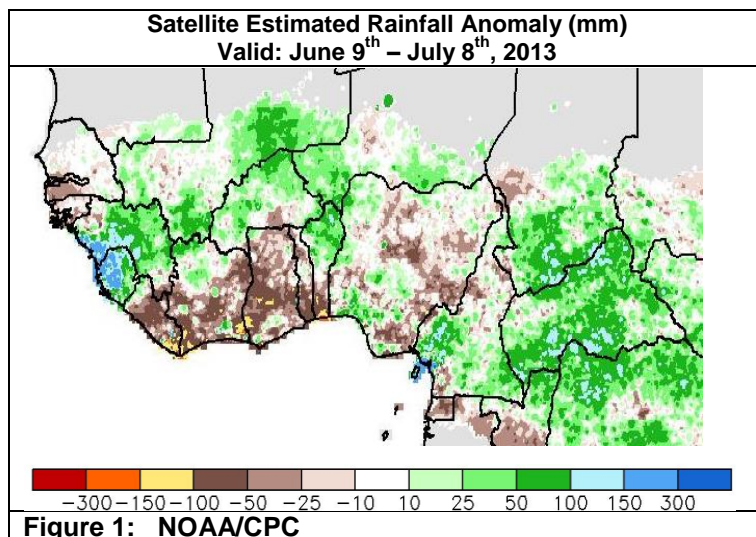 Satellite Estimated Rainfall Anomaly (mm)
Valid: June 9th – July 8th, 2013
−300 −150 −100 −50 −25 −10 10 25 50 100 150 300
Figure 1: NOAA/CPC